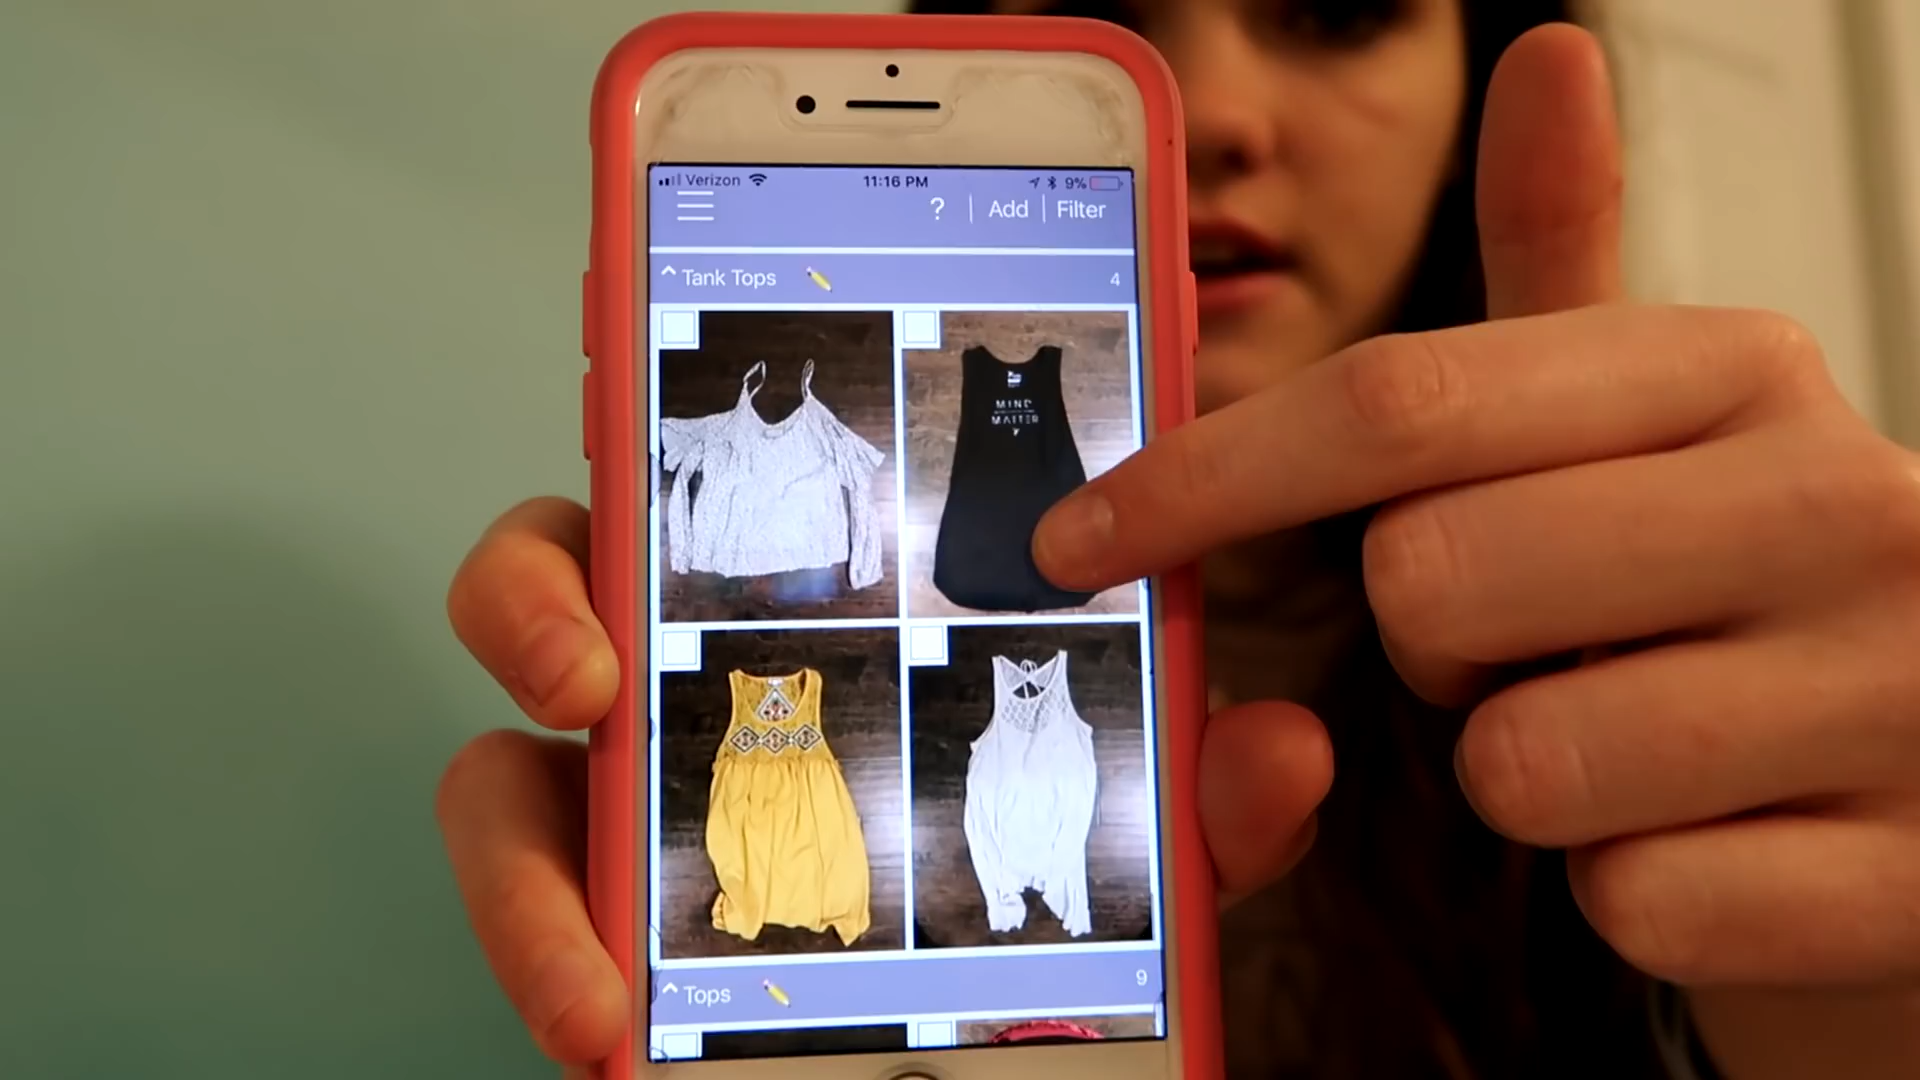 Verizon 11:16 PM 9%
? Add Filter
Tank Tops 4
MIND
MATTER
Tops 9